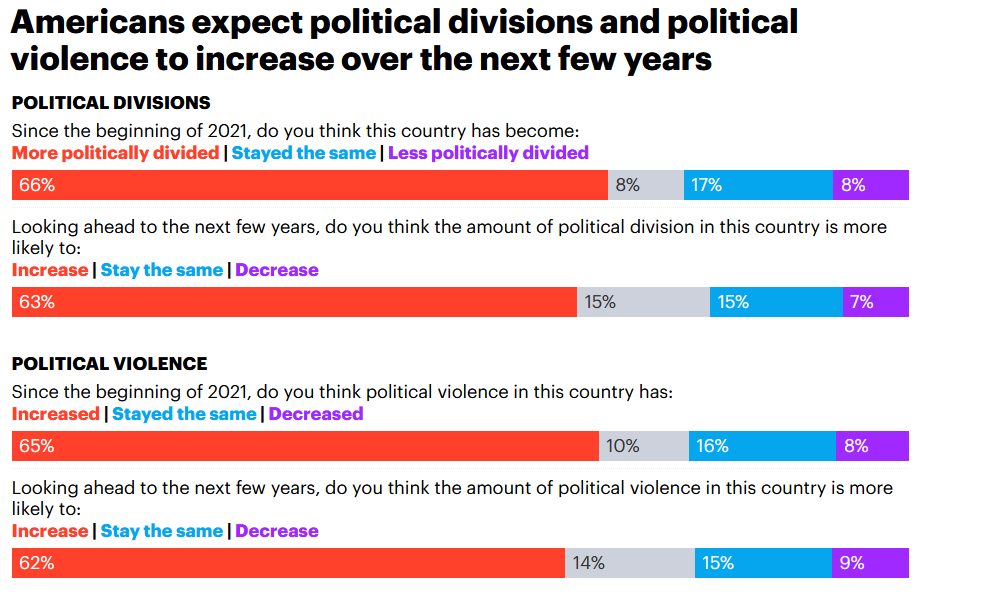 Americans expect political divisions and political
violence to increase over the next few years
POLITICAL DIVISIONS
Since the beginning of 2021, do you think this country has become:
More politically divided | Stayed the same | Less politically divided
66% 8% 17% 8%
Looking ahead to the next few years, do you think the amount of political division in this country is more
likely to:
Increase | Stay the same | Decrease
63% 15% 15% 7%
POLITICAL VIOLENCE
Since the beginning of 2021, do you think political violence in this country has:
Increased | Stayed the same | Decreased
65% 10% 16% 8%
Looking ahead to the next few years, do you think the amount of political violence in this country is more
likely to:
Increase | Stay the same | Decrease
62% 14% 15% 9%